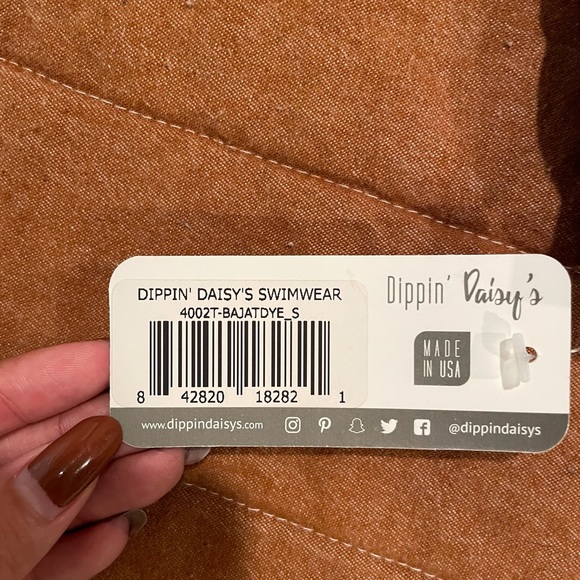 DIPPIN' DAISY'S SWIMWEAR
4002T-BAJATDYE_S
8 42820 18282 1
Dippin' Daisy's
MADE
IN USA
www.dippindaisys.com
@dippindaisys